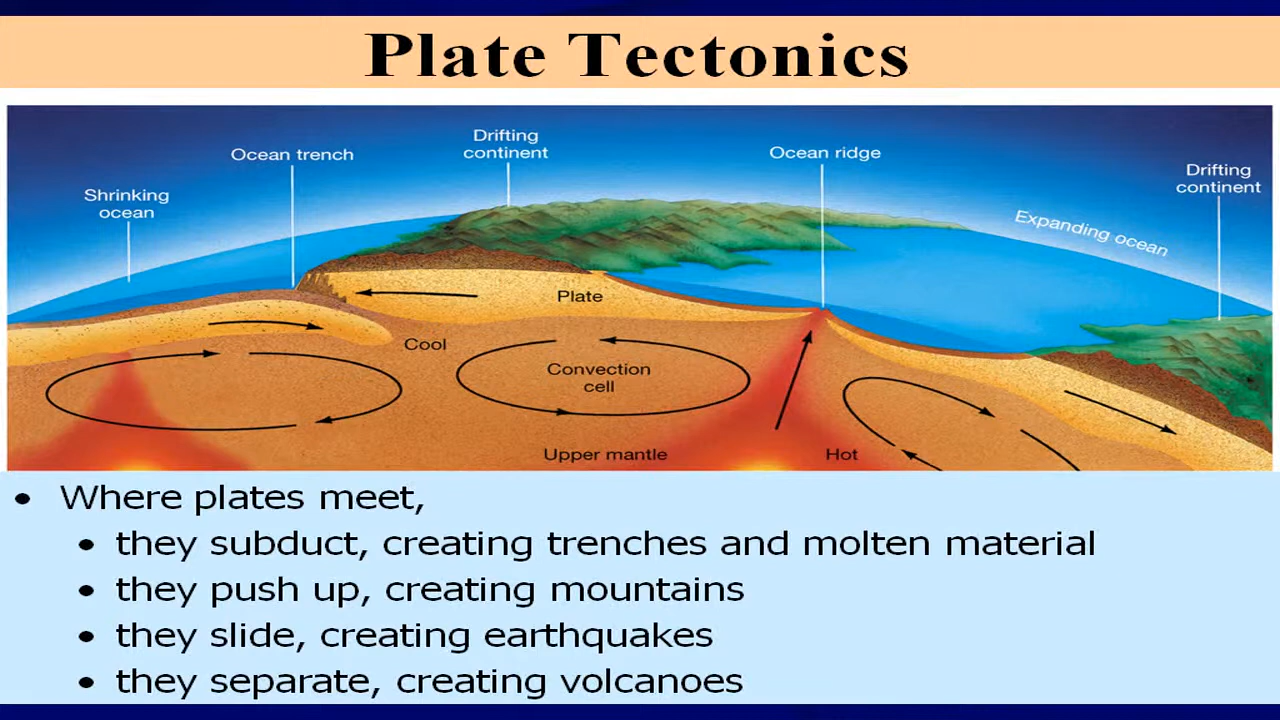 Plate Tectonics
Drifting
continent
Ocean trench
Ocean ridge
Drifting
continent
Shrinking
ocean
Expanding ocean
Plate
Cool
Convection
cell
Upper mantle
Hot
• Where plates meet,
• they subduct, creating trenches and molten material
• they push up, creating mountains
• they slide, creating earthquakes
• they separate, creating volcanoes